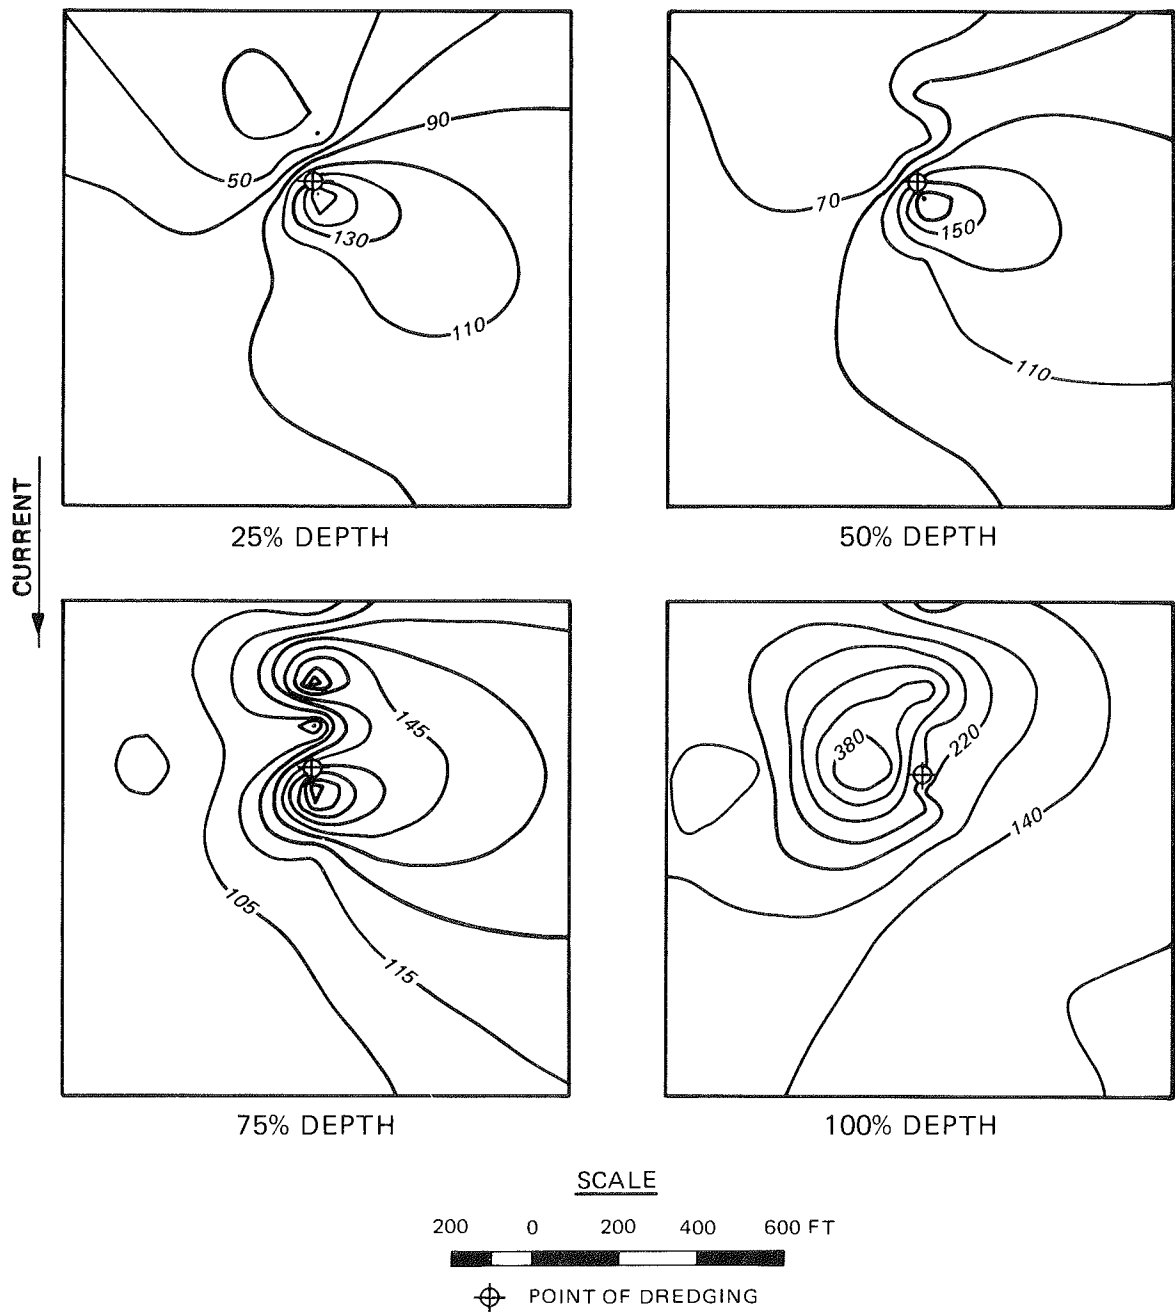 90
50
130
110
25% DEPTH
70
150
110
50% DEPTH
CURRENT
145
105
115
75% DEPTH
380
220
140
100% DEPTH
SCALE
200 0 200 400 600 FT
POINT OF DREDGING